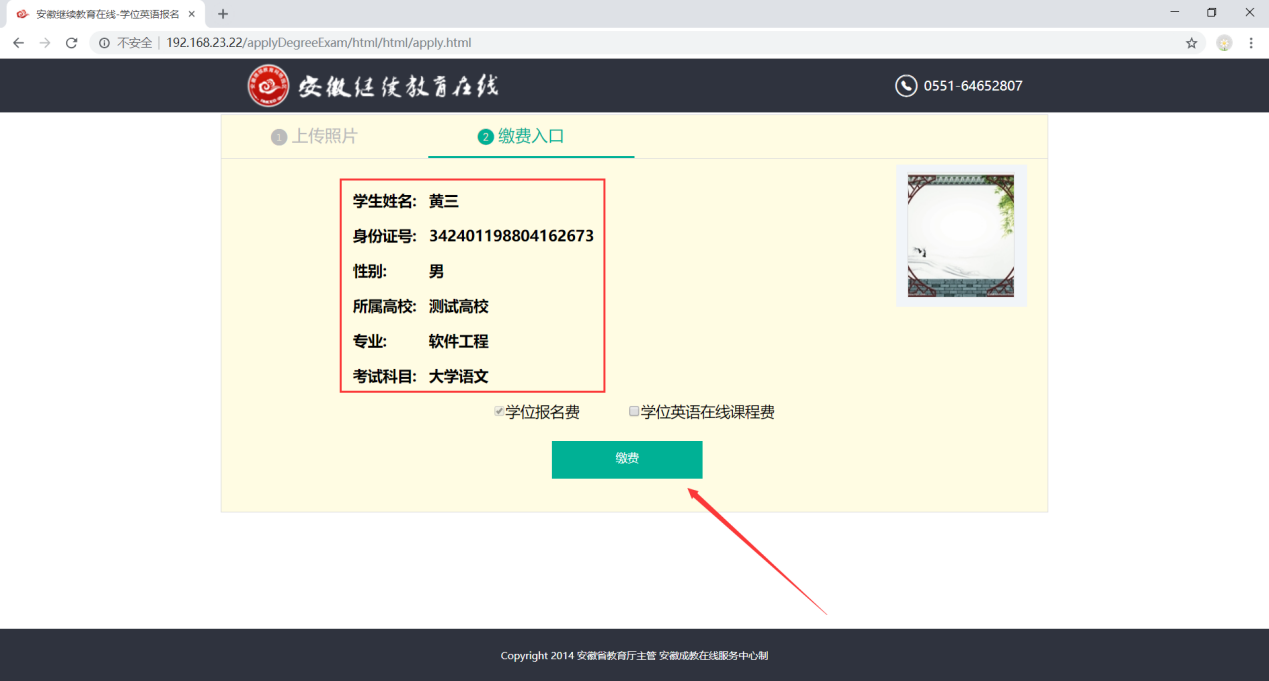 安徽继续教育在线-学位英语报名
不安全 | 192.168.23.22/applyDegreeExam/html/html/apply.html
安徽继续教育在线
0551-64652807
1 上传照片
2 缴费入口
学生姓名: 黄三
身份证号: 342401198804162673
性别: 男
所属高校: 测试高校
专业: 软件工程
考试科目: 大学语文
学位报名费 学位英语在线课程费
缴费
Copyright 2014 安徽省教育厅主管 安徽成教在线服务中心制